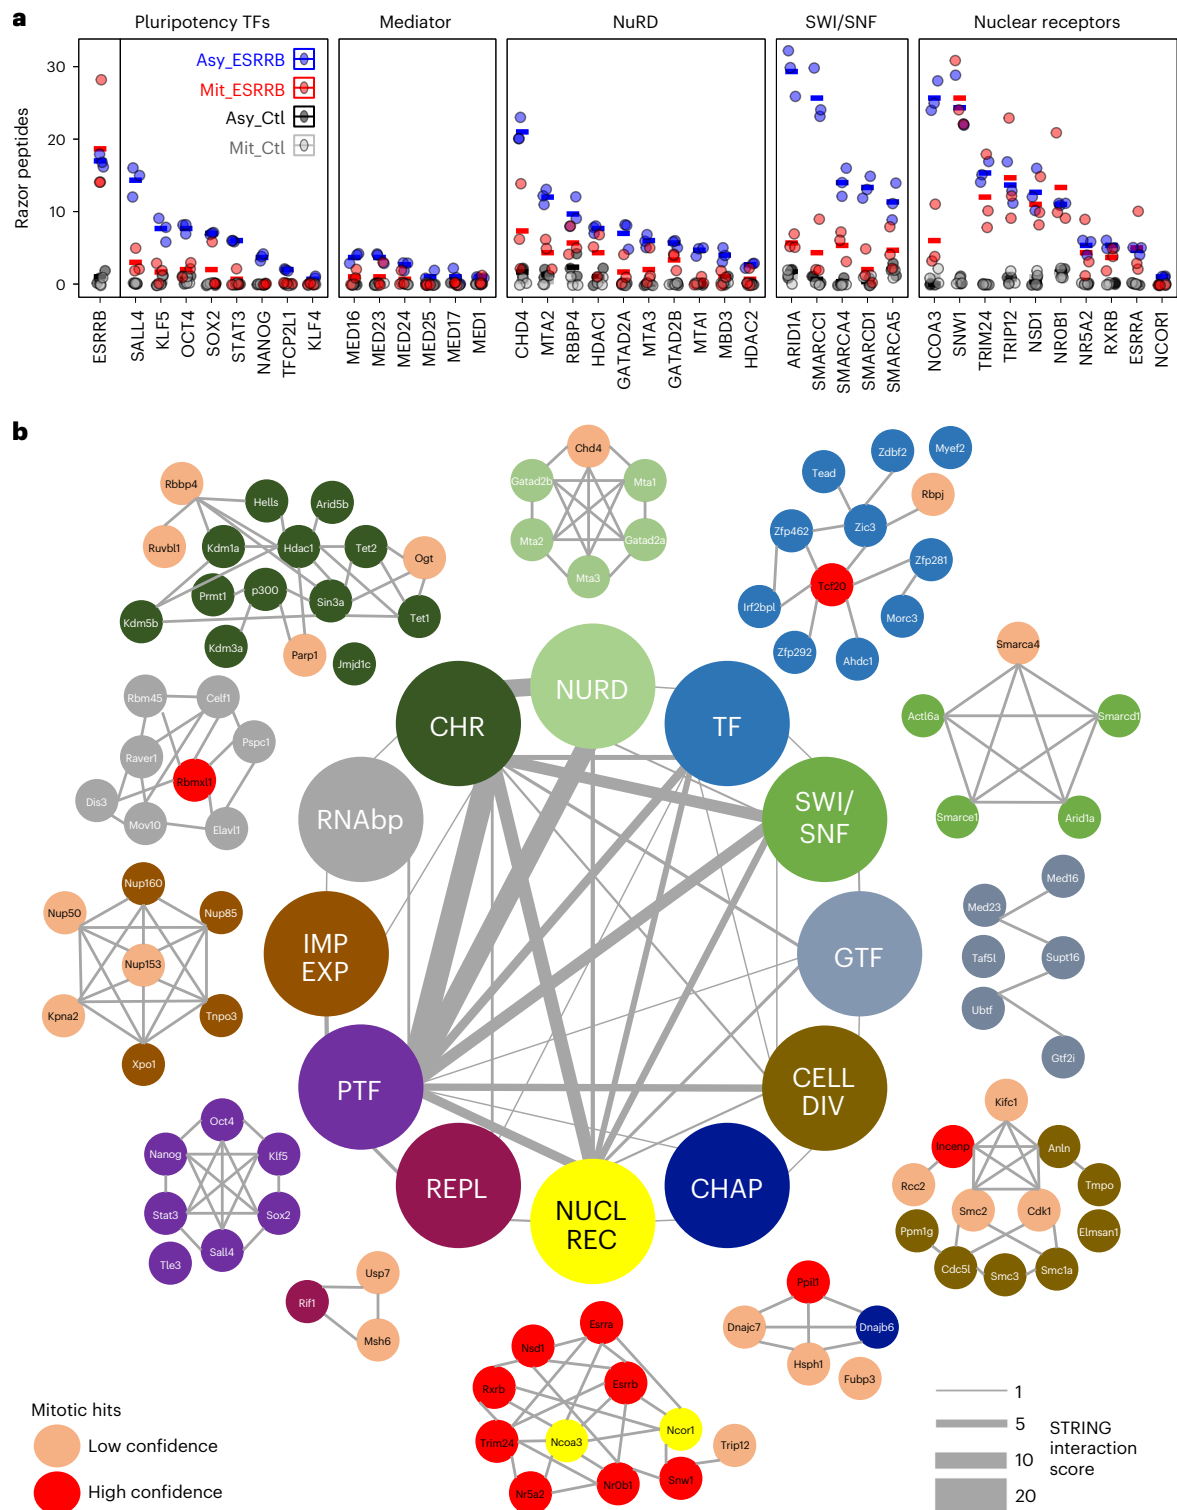 a
Pluripotency TFs
Mediator
NuRD
SWI/SNF
Nuclear receptors
Razor peptides
30
20
10
0
Asy_ESRRB
Mit_ESRRB
Asy_Ctl
Mit_Ctl
ESRRB
SALL4
KLF5
OCT4
SOX2
STAT3
NANOG
TFCP2L1
KLF4
MED16
MED23
MED24
MED25
MED17
MED1
CHD4
MTA2
RBBP4
HDAC1
GATAD2A
MTA3
GATAD2B
MTA1
MBD3
HDAC2
ARID1A
SMARCC1
SMARCA4
SMARCD1
SMARCA5
NCOA3
SNW1
TRIM24
TRIP12
NSD1
NR0B1
NR5A2
RXRB
ESRRA
NCOR1
b
Rbbp4
Hells
Arid5b
Ruvbl1
Kdm1a
Hdac1
Tet2
Ogt
Prmt1
p300
Sin3a
Tet1
Kdm5b
Kdm3a
Parp1
Jmjd1c
Chd4
Gatad2b
Mta1
Mta2
Gatad2a
Mta3
Tead
Zdbf2
Myef2
Rbpj
Zfp462
Zic3
Zfp281
Tcf20
Irf2bpl
Morc3
Zfp292
Ahdc1
Smarca4
Actl6a
Smarcd1
Smarce1
Arid1a
Rbm45
Celf1
Pspc1
Raver1
Rbmxl1
Dis3
Mov10
Elavl1
CHR
NURD
TF
RNAbp
SWI/
SNF
IMP
EXP
GTF
PTF
CELL
DIV
REPL
NUCL
REC
CHAP
Nup160
Nup50
Nup85
Nup153
Kpna2
Tnpo3
Xpo1
Med16
Med23
Taf5l
Supt16
Ubtf
Gtf2i
Oct4
Nanog
Klf5
Stat3
Sox2
Sall4
Tle3
Kifc1
Incenp
Anln
Rcc2
Tmpo
Smc2
Cdk1
Ppm1g
Elmsan1
Cdc5l
Smc3
Smc1a
Usp7
Rif1
Msh6
Ppil1
Dnajc7
Dnajb6
Hsph1
Fubp3
Esrra
Nsd1
Rxrb
Esrrb
Trim24
Ncoa3
Ncor1
Trip12
Nr5a2
Nr0b1
Snw1
Mitotic hits
Low confidence
High confidence
1
5
10
20
STRING
interaction
score